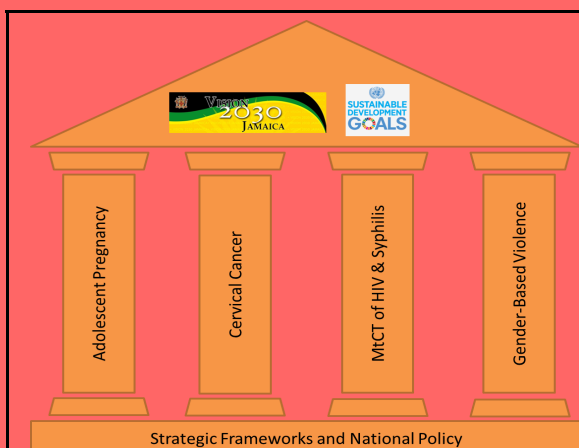 VISION
2030
JAMAICA
SUSTAINABLE
DEVELOPMENT
GOALS
Adolescent Pregnancy
Cervical Cancer
MtCT of HIV & Syphilis
Gender-Based Violence
Strategic Frameworks and National Policy